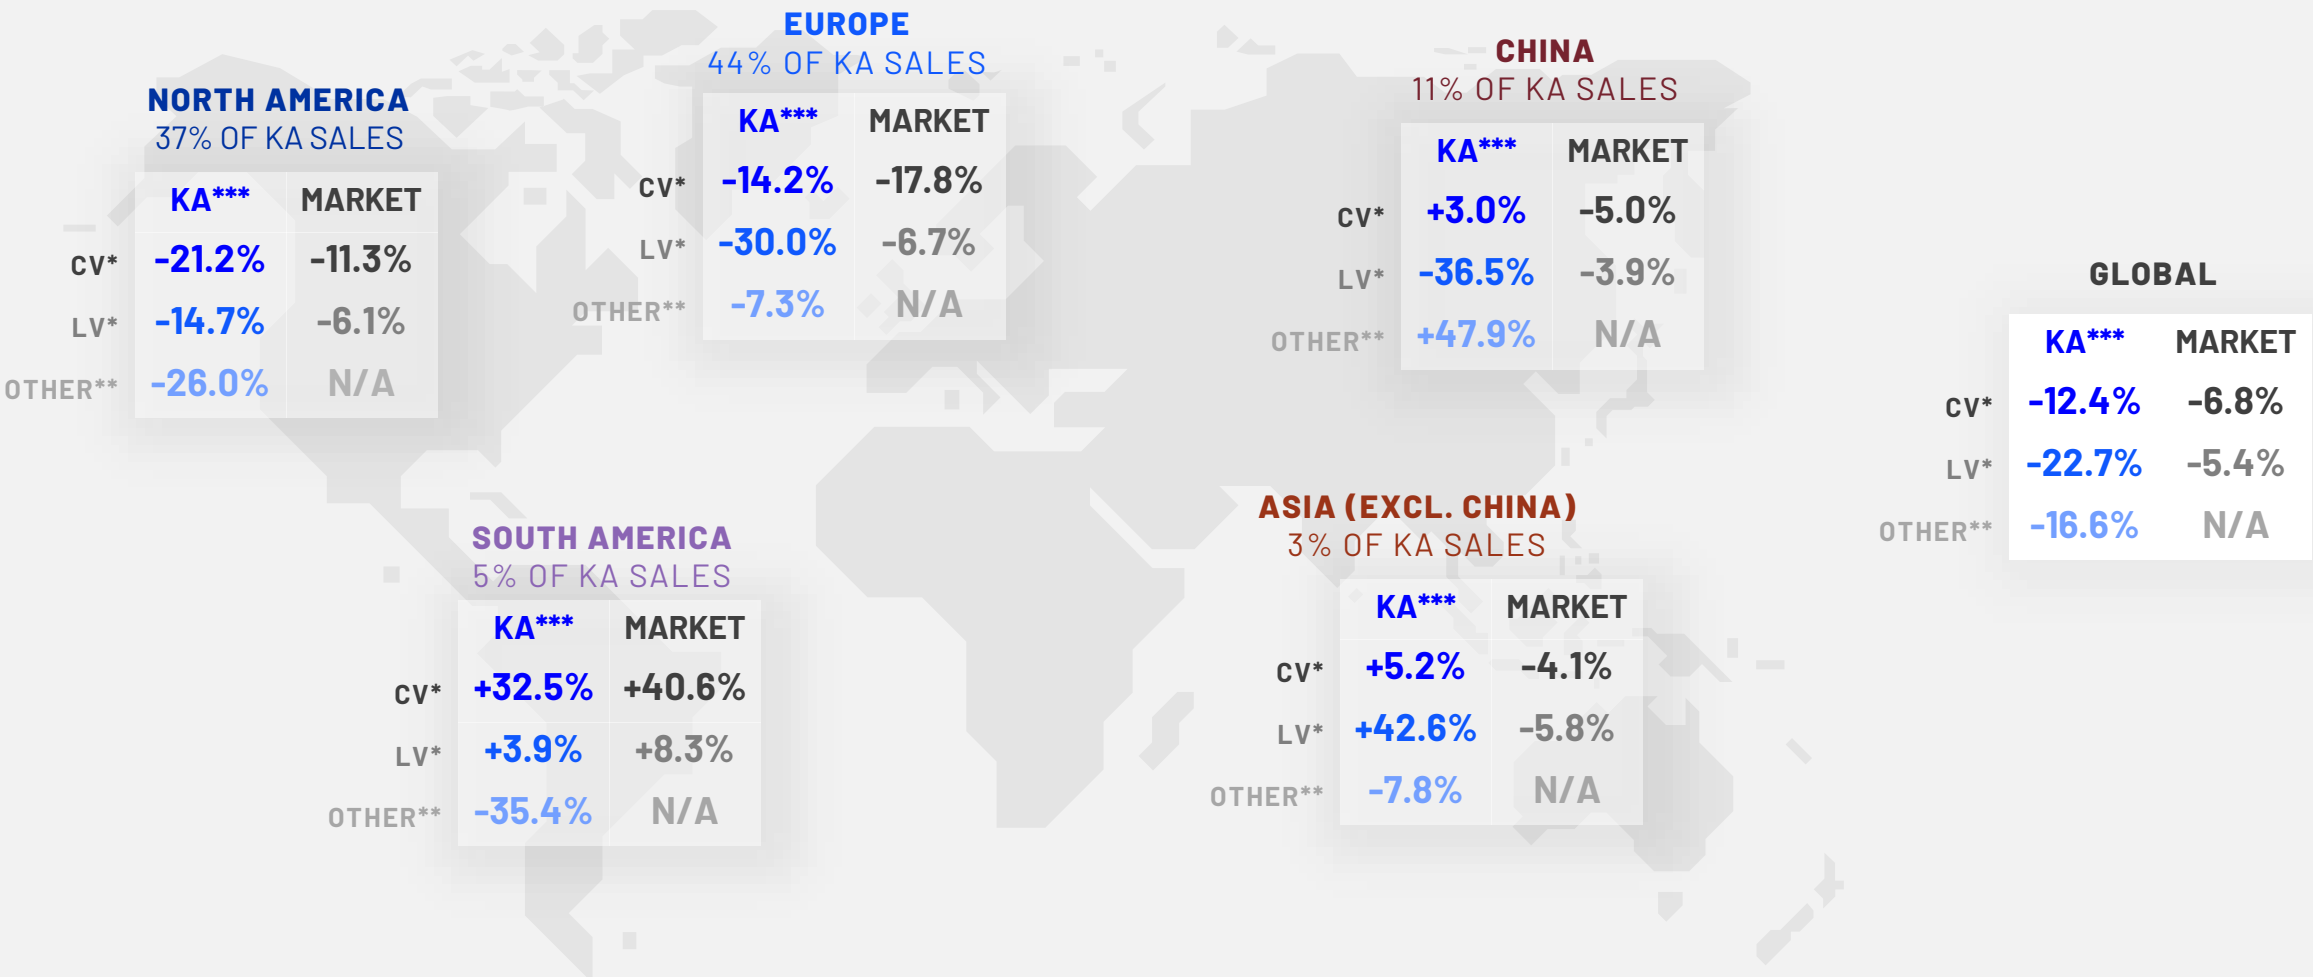 EUROPE
44% OF KA SALES
KA*** MARKET
CV* -14.2% -17.8%
LV* -30.0% -6.7%
OTHER** -7.3% N/A
CHINA
11% OF KA SALES
KA*** MARKET
CV* +3.0% -5.0%
LV* -36.5% -3.9%
OTHER** +47.9% N/A
NORTH AMERICA
37% OF KA SALES
KA*** MARKET
CV* -21.2% -11.3%
LV* -14.7% -6.1%
OTHER** -26.0% N/A
GLOBAL
KA*** MARKET
CV* -12.4% -6.8%
LV* -22.7% -5.4%
OTHER** -16.6% N/A
SOUTH AMERICA
5% OF KA SALES
KA*** MARKET
CV* +32.5% +40.6%
LV* +3.9% +8.3%
OTHER** -35.4% N/A
ASIA (EXCL. CHINA)
3% OF KA SALES
KA*** MARKET
CV* +5.2% -4.1%
LV* +42.6% -5.8%
OTHER** -7.8% N/A